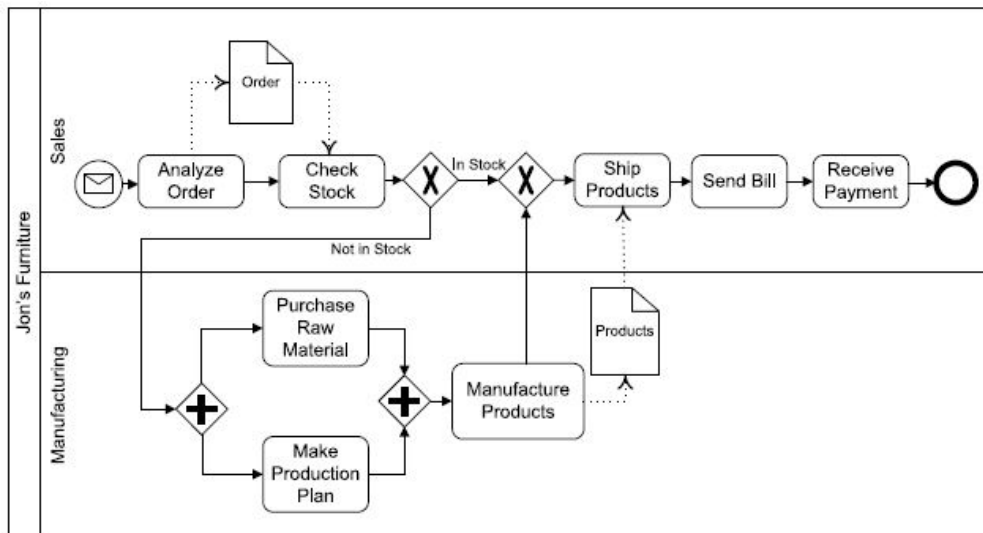 Jon's Furniture
Sales
Order
Analyze
Order
Check
Stock
In Stock
Not in Stock
Ship
Products
Send Bill
Receive
Payment
Manufacturing
Purchase
Raw
Material
Make
Production
Plan
Manufacture
Products
Products